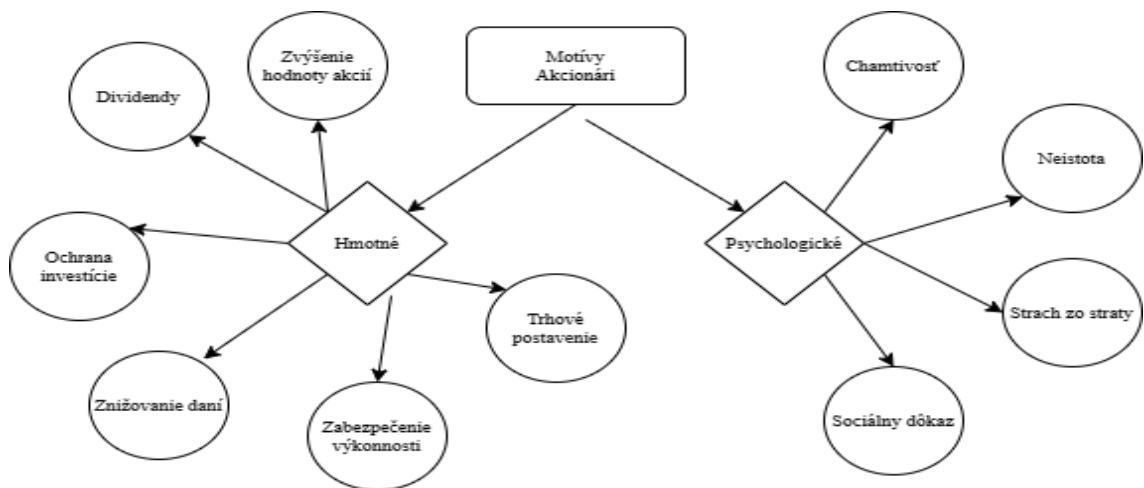 Motívy
Akcionári
Zvýšenie
hodnoty akcií
Dividendy
Hmotné
Ochrana
investície
Znižovanie daní
Zabezpečenie
výkonnosti
Trhové
postavenie
Chamtivosť
Neistota
Psychologické
Strach zo straty
Sociálny dôkaz